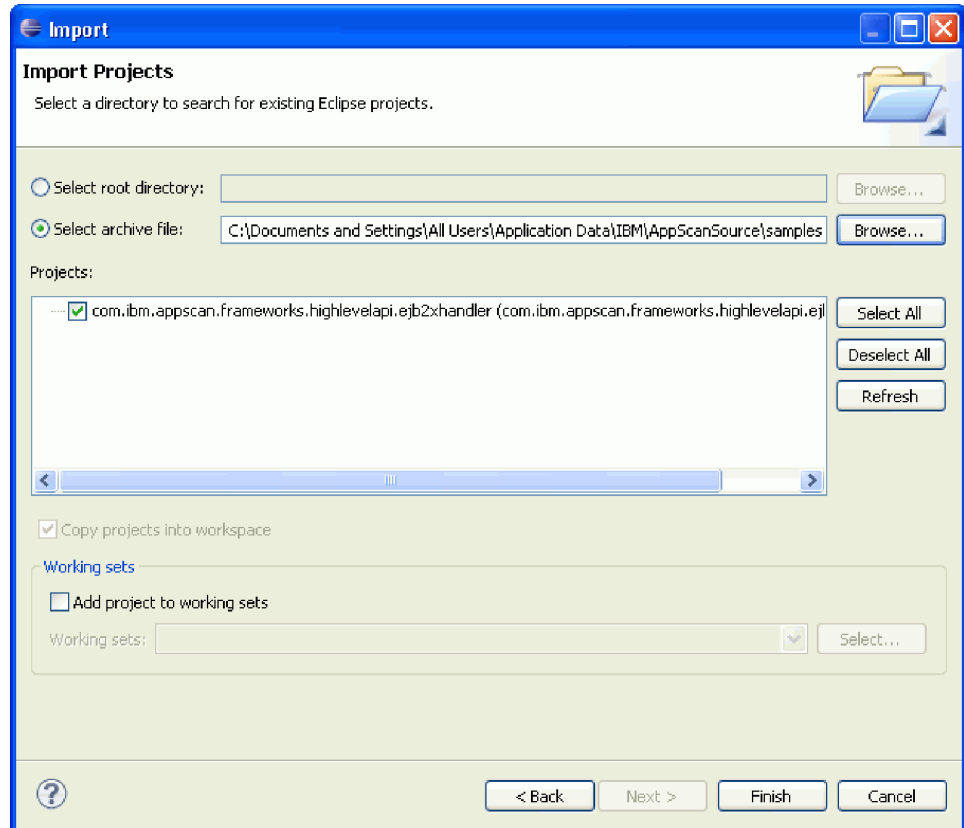 Import
Import Projects
Select a directory to search for existing Eclipse projects.
Select root directory:
Browse...
Select archive file:
C:\Documents and Settings\All Users\Application Data\IBM\AppScanSource\samples
Browse...
Projects:
com.ibm.appscan.frameworks.highlevelapi.ejb2xhandler (com.ibm.appscan.frameworks.highlevelapi.ejl
Select All
Deselect All
Refresh
Copy projects into workspace
Working sets
Add project to working sets
Working sets:
Select...
?
< Back
Next >
Finish
Cancel